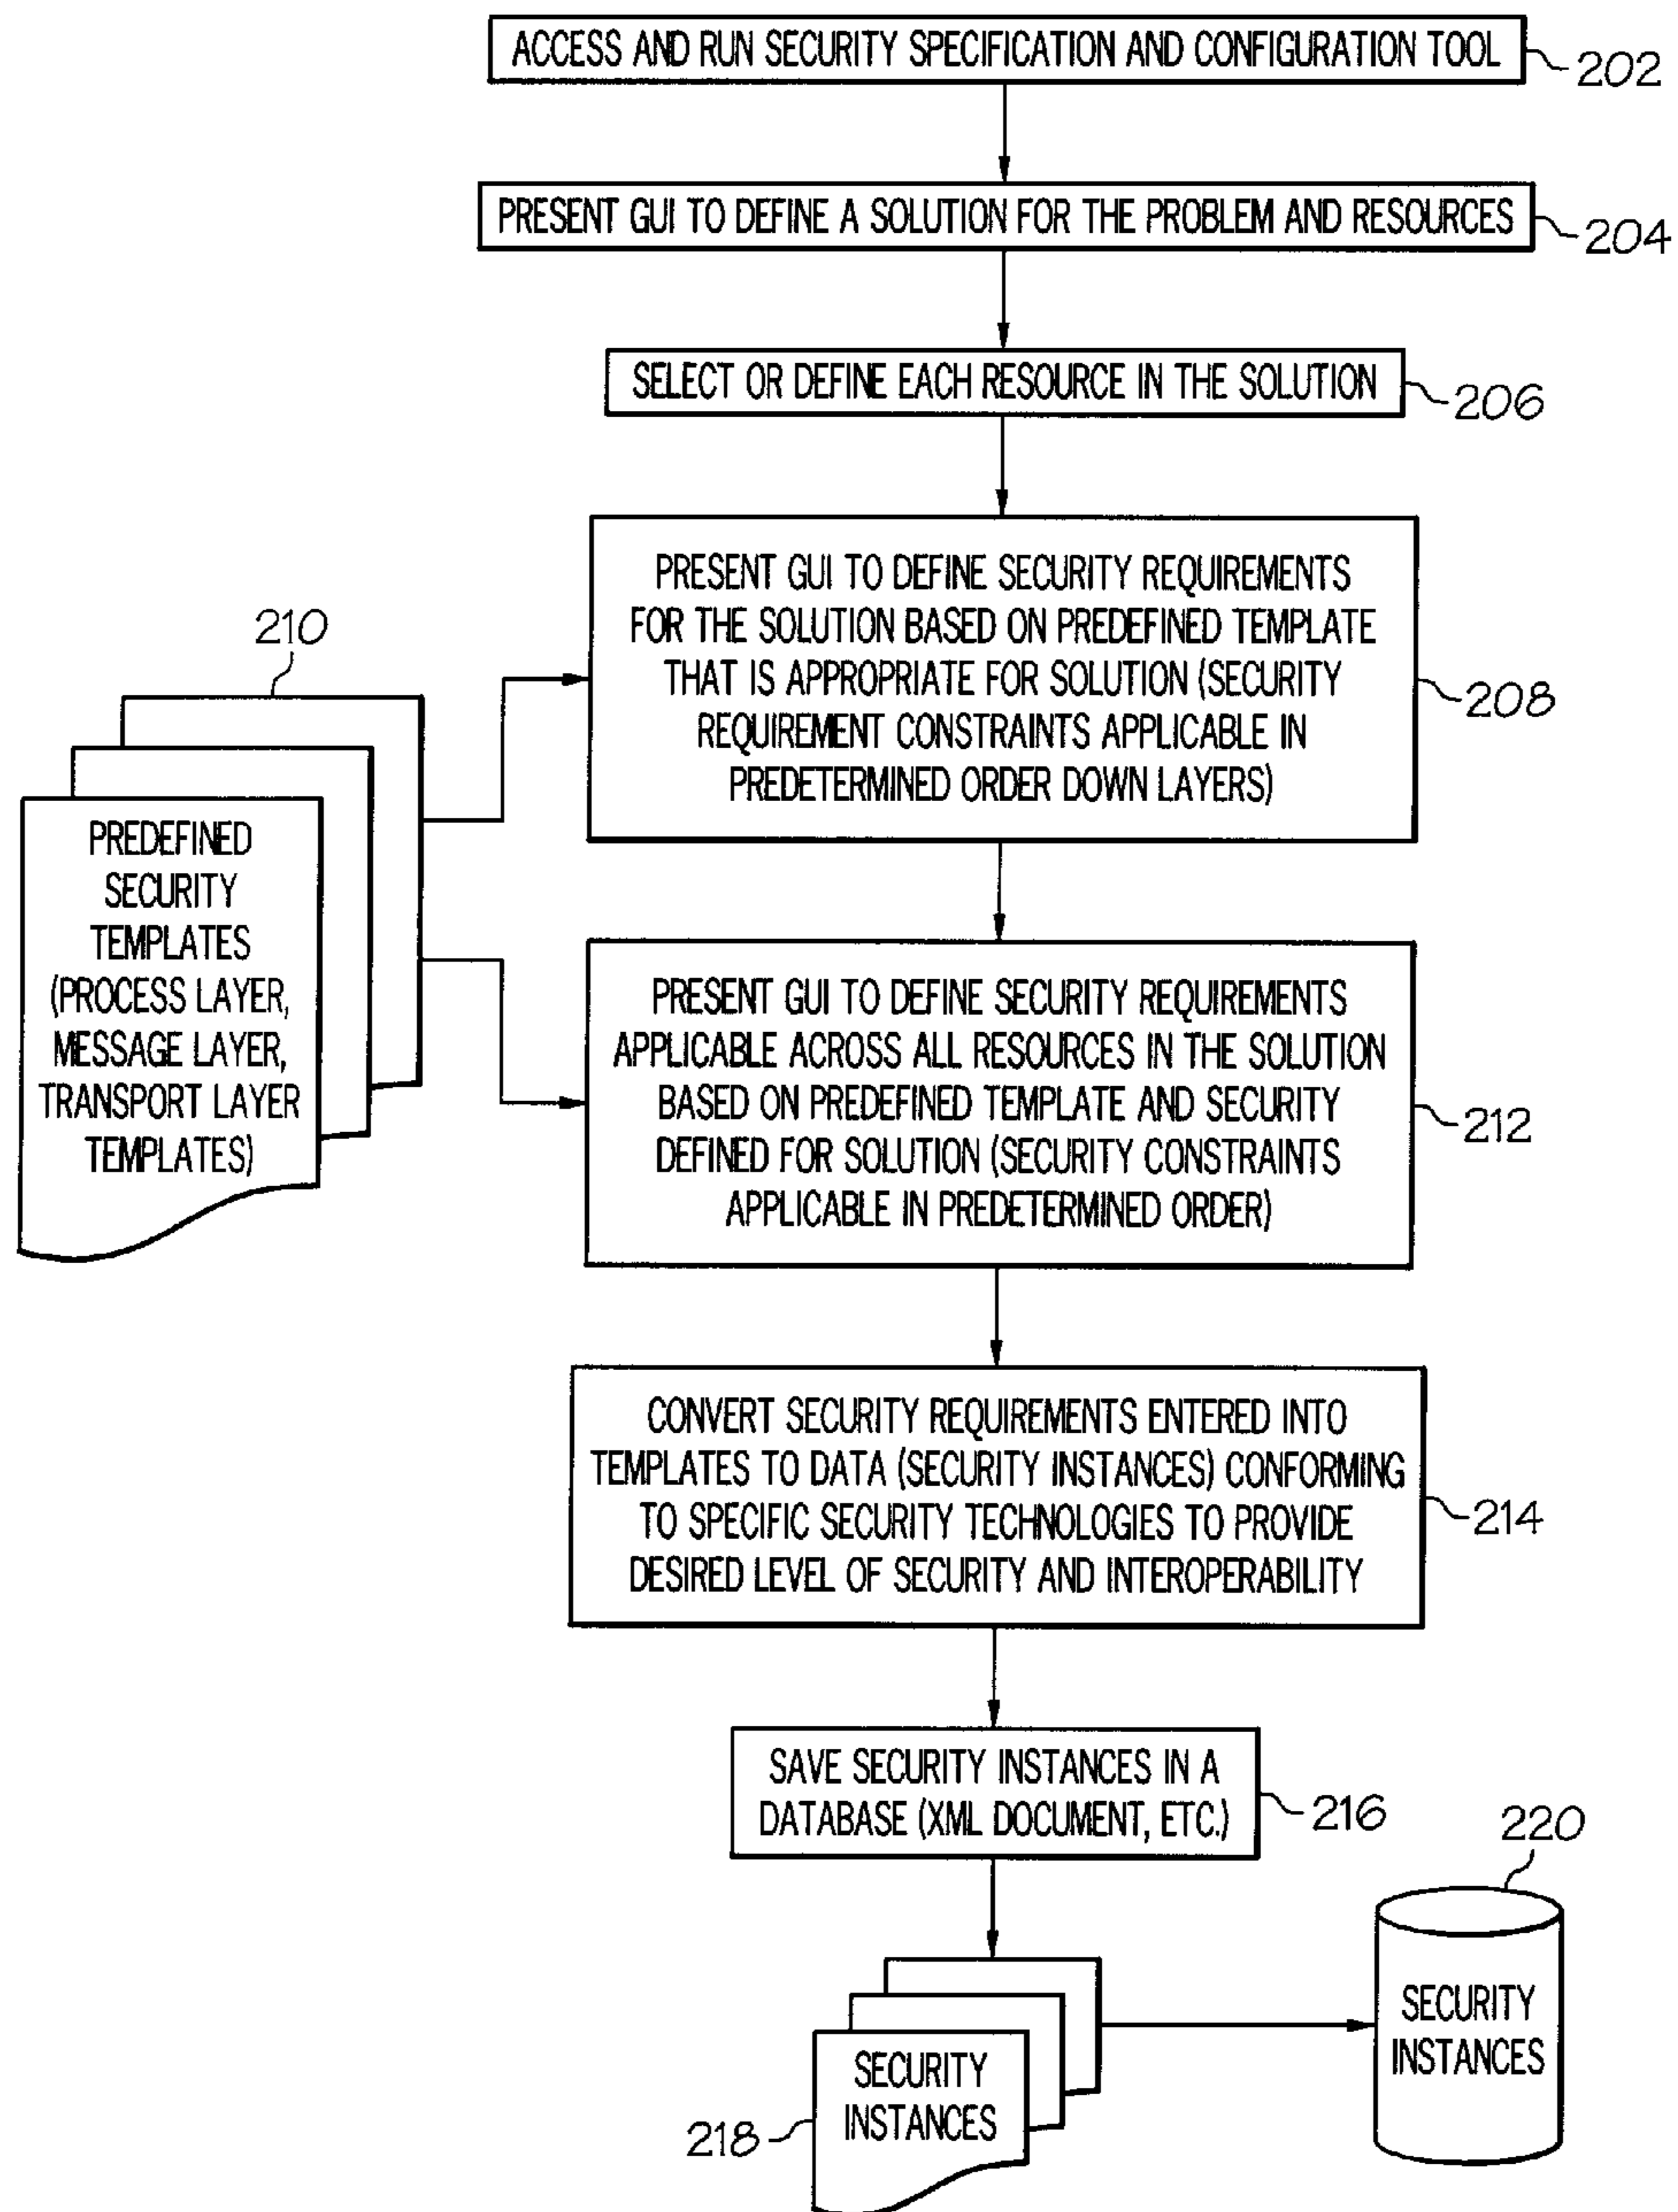 ACCESS AND RUN SECURITY SPECIFICATION AND CONFIGURATION TOOL
202
PRESENT GUI TO DEFINE A SOLUTION FOR THE PROBLEM AND RESOURCES
204
SELECT OR DEFINE EACH RESOURCE IN THE SOLUTION
206
PRESENT GUI TO DEFINE SECURITY REQUIREMENTS
FOR THE SOLUTION BASED ON PREDEFINED TEMPLATE
THAT IS APPROPRIATE FOR SOLUTION (SECURITY
REQUIREMENT CONSTRAINTS APPLICABLE IN
PREDETERMINED ORDER DOWN LAYERS)
208
210
PREDEFINED
SECURITY
TEMPLATES
(PROCESS LAYER,
MESSAGE LAYER,
TRANSPORT LAYER
TEMPLATES)
PRESENT GUI TO DEFINE SECURITY REQUIREMENTS
APPLICABLE ACROSS ALL RESOURCES IN THE SOLUTION
BASED ON PREDEFINED TEMPLATE AND SECURITY
DEFINED FOR SOLUTION (SECURITY CONSTRAINTS
APPLICABLE IN PREDETERMINED ORDER)
212
CONVERT SECURITY REQUIREMENTS ENTERED INTO
TEMPLATES TO DATA (SECURITY INSTANCES) CONFORMING
TO SPECIFIC SECURITY TECHNOLOGIES TO PROVIDE
DESIRED LEVEL OF SECURITY AND INTEROPERABILITY
214
SAVE SECURITY INSTANCES IN A
DATABASE (XML DOCUMENT, ETC.)
216
220
SECURITY
INSTANCES
SECURITY
INSTANCES
218